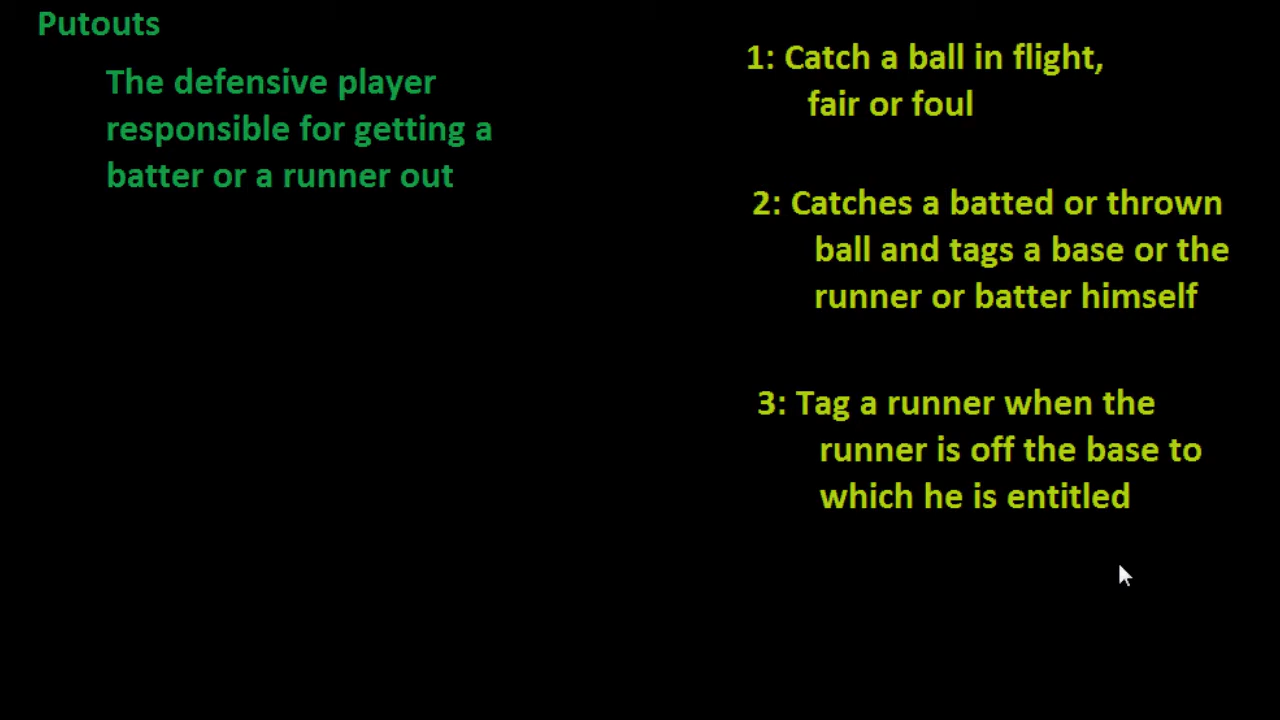 Putouts
The defensive player
responsible for getting a
batter or a runner out
1: Catch a ball in flight,
fair or foul
2: Catches a batted or thrown
ball and tags a base or the
runner or batter himself
3: Tag a runner when the
runner is off the base to
which he is entitled